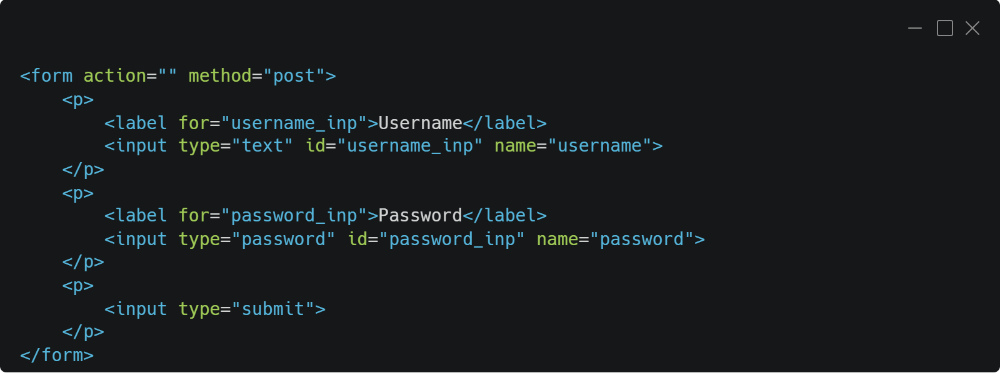 <form action="" method="post">
    <p>
        <label for="username_inp">Username</label>
        <input type="text" id="username_inp" name="username">
    </p>
    <p>
        <label for="password_inp">Password</label>
        <input type="password" id="password_inp" name="password">
    </p>
    <p>
        <input type="submit">
    </p>
</form>